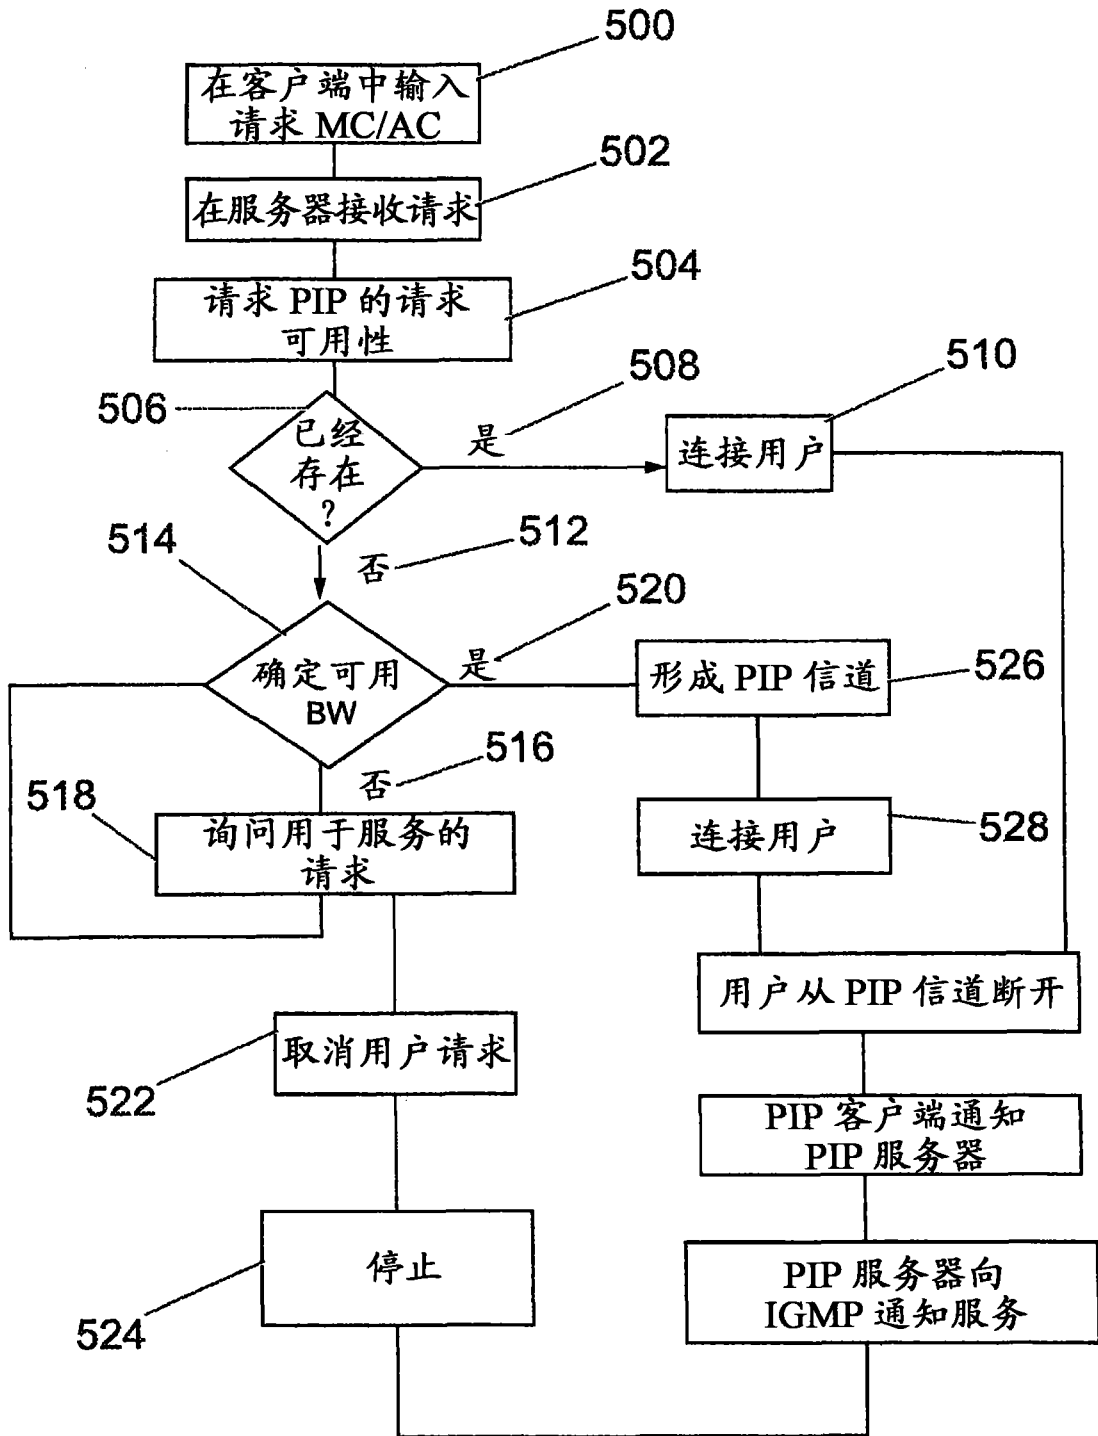 500
在客户端中输入
请求 MC/AC
502
在服务器接收请求
504
请求 PIP 的请求
可用性
506
已经
存在
?
508
是
510
连接用户
512
否
514
确定可用
BW
520
是
形成 PIP 信道
526
516
否
518
询问用于服务的
请求
连接用户
528
用户从 PIP 信道断开
取消用户请求
522
PIP 客户端通知
PIP 服务器
停止
524
PIP 服务器向
IGMP 通知服务